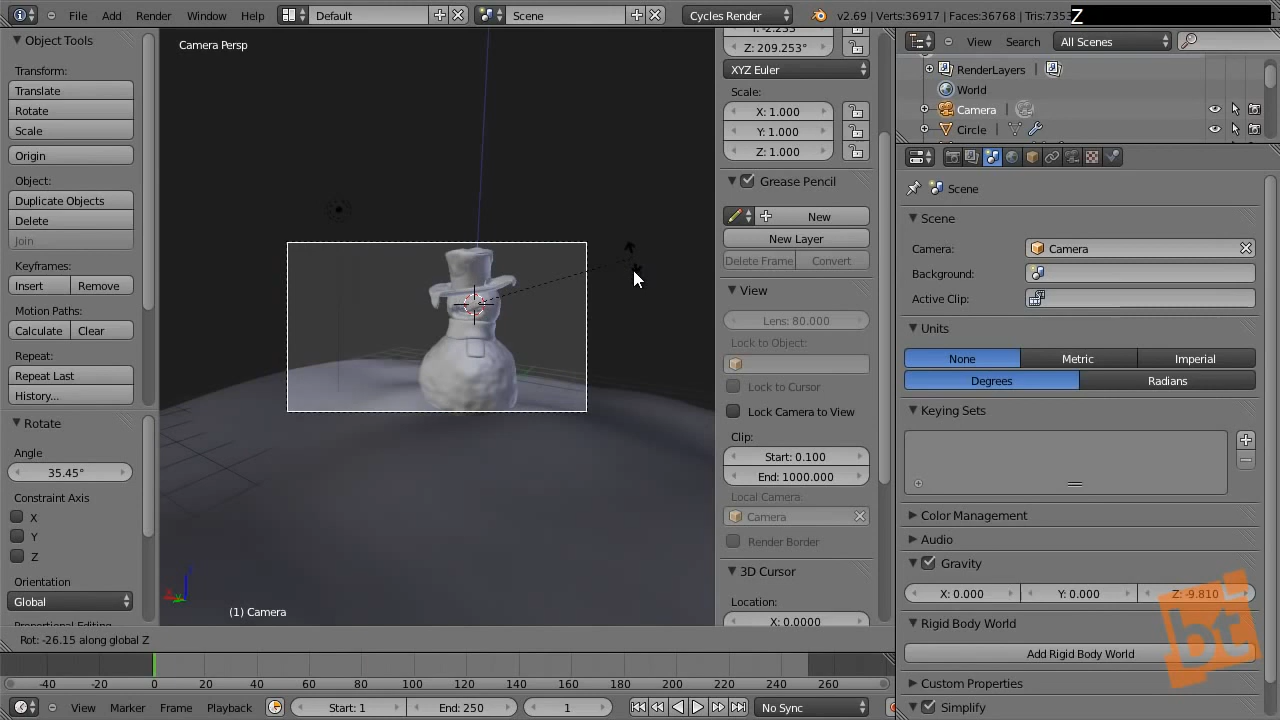 File Add Render Window Help Default Scene Cycles Render v2.69 | Verts:36917 | Faces:36768 | Tris:7353
Z
Object Tools
Transform:
Translate
Rotate
Scale
Origin
Object:
Duplicate Objects
Delete
Join
Keyframes:
Insert Remove
Motion Paths:
Calculate Clear
Repeat:
Repeat Last
History...
Rotate
Angle
35.45°
Constraint Axis
X
Y
Z
Orientation
Global
Camera Persp
(1) Camera
Rot: -26.15 along global Z
Y: -2.253
Z: 209.253°
XYZ Euler
Scale:
X: 1.000
Y: 1.000
Z: 1.000
Grease Pencil
New
New Layer
Delete Frame Convert
View
Lens: 80.000
Lock to Object:
Lock to Cursor
Lock Camera to View
Clip:
Start: 0.100
End: 1000.000
Local Camera:
Camera
Render Border
3D Cursor
Location:
X: 0.0000
View Search All Scenes
RenderLayers |
World
Camera |
Circle |
Scene
Scene
Camera: Camera
Background:
Active Clip:
Units
None Metric Imperial
Degrees Radians
Keying Sets
Color Management
Audio
Gravity
X: 0.000 Y: 0.000 Z: -9.810
Rigid Body World
Add Rigid Body World
Custom Properties
Simplify
bt
-40 -20 0 20 40 60 80 100 120 140 160 180 200 220 240 260
View Marker Frame Playback Start: 1 End: 250 1 No Sync